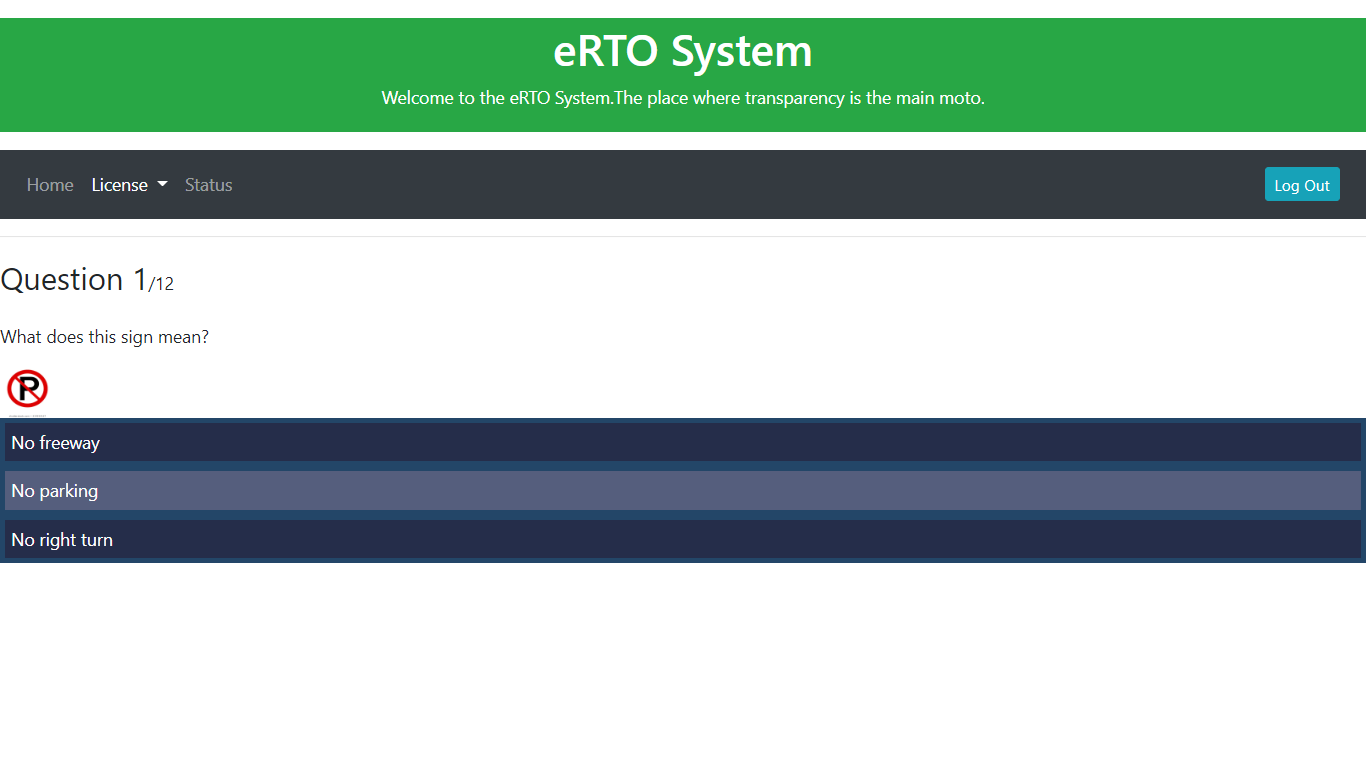 eRTO System
Welcome to the eRTO System.The place where transparency is the main moto.
Home License Status Log Out
Question 1/12
What does this sign mean?
P
No freeway
No parking
No right turn